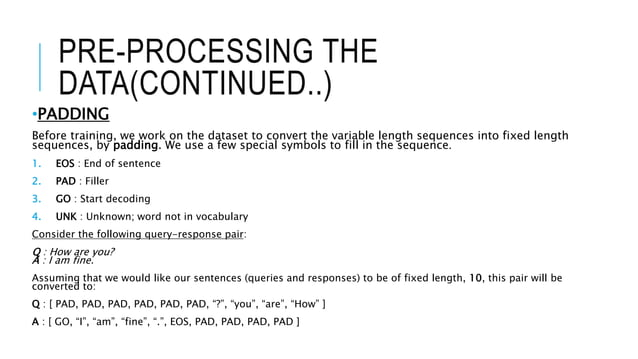 PRE-PROCESSING THE
DATA(CONTINUED..)
•PADDING
Before training, we work on the dataset to convert the variable length sequences into fixed length
sequences, by padding. We use a few special symbols to fill in the sequence.
1. EOS : End of sentence
2. PAD : Filler
3. GO : Start decoding
4. UNK : Unknown; word not in vocabulary
Consider the following query-response pair:
Q : How are you?
A : I am fine.
Assuming that we would like our sentences (queries and responses) to be of fixed length, 10, this pair will be
converted to:
Q : [ PAD, PAD, PAD, PAD, PAD, PAD, “?”, “you”, “are”, “How” ]
A : [ GO, “I”, “am”, “fine”, “.”, EOS, PAD, PAD, PAD, PAD ]